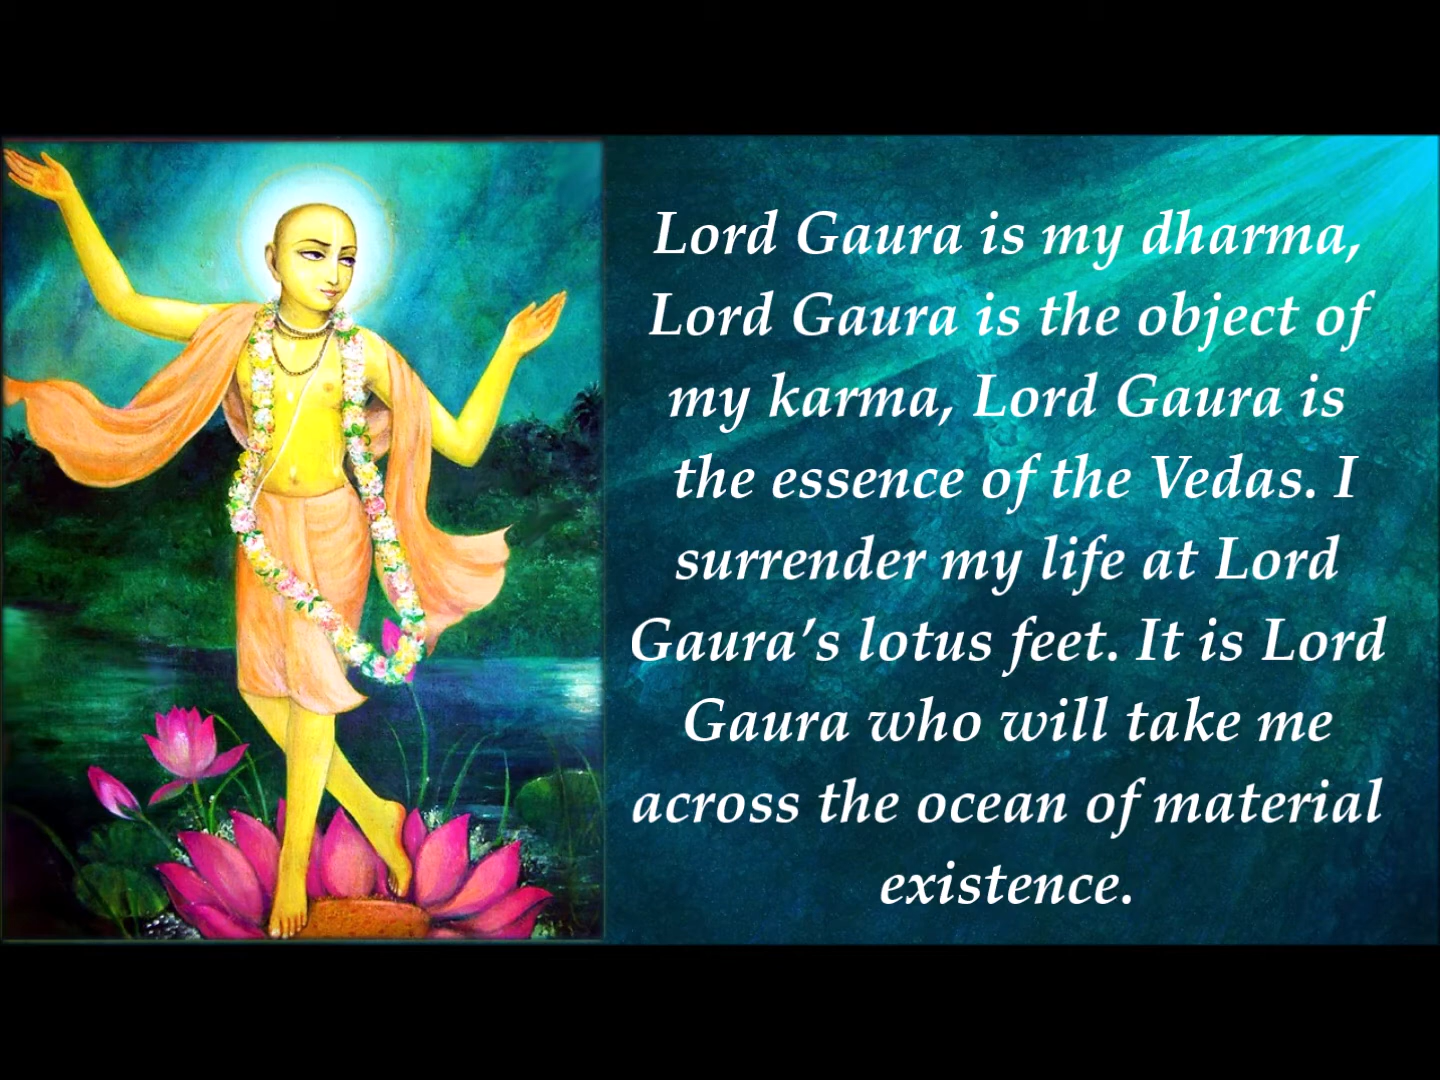 Lord Gaura is my dharma,
Lord Gaura is the object of
my karma, Lord Gaura is
the essence of the Vedas. I
surrender my life at Lord
Gaura’s lotus feet. It is Lord
Gaura who will take me
across the ocean of material
existence.